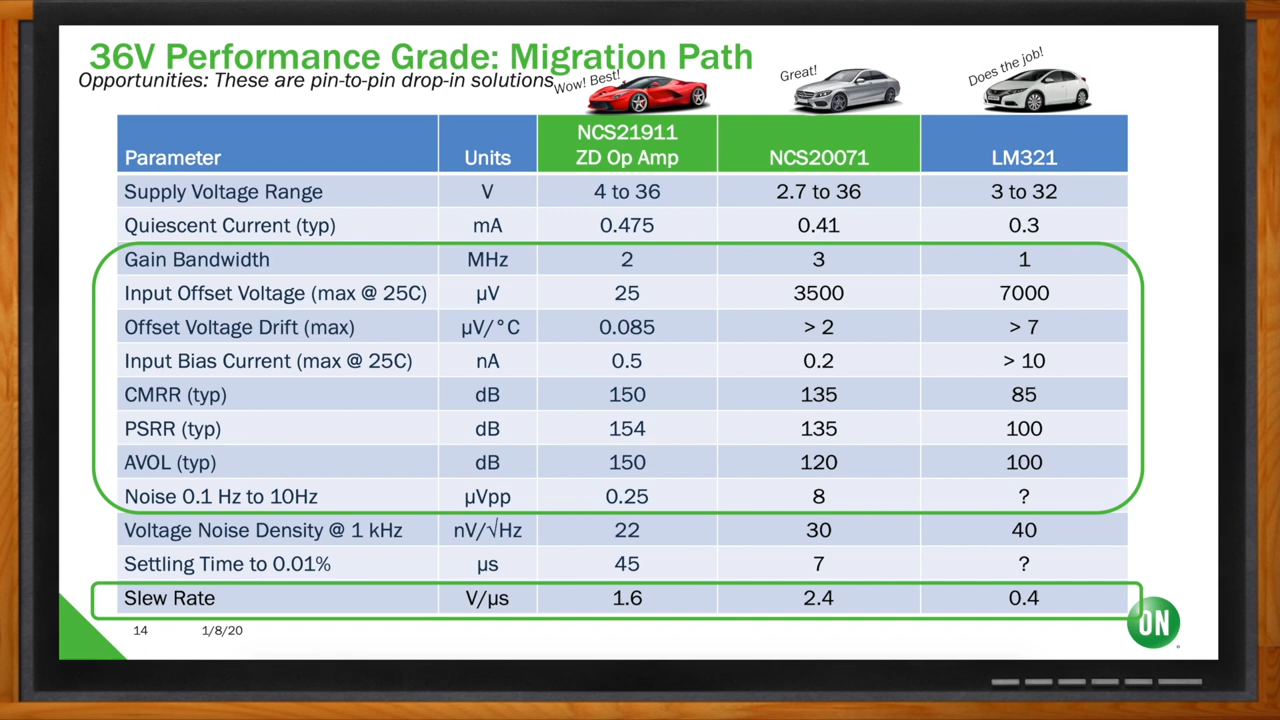 36V Performance Grade: Migration Path
Opportunities: These are pin-to-pin drop-in solutions
Wow! Best!
Great!
Does the job!
Parameter Units NCS21911 ZD Op Amp NCS20071 LM321
Supply Voltage Range V 4 to 36 2.7 to 36 3 to 32
Quiescent Current (typ) mA 0.475 0.41 0.3
Gain Bandwidth MHz 2 3 1
Input Offset Voltage (max @ 25C) µV 25 3500 7000
Offset Voltage Drift (max) µV/°C 0.085 > 2 > 7
Input Bias Current (max @ 25C) nA 0.5 0.2 > 10
CMRR (typ) dB 150 135 85
PSRR (typ) dB 154 135 100
AVOL (typ) dB 150 120 100
Noise 0.1 Hz to 10Hz µVpp 0.25 8 ?
Voltage Noise Density @ 1 kHz nV/√Hz 22 30 40
Settling Time to 0.01% µs 45 7 ?
Slew Rate V/µs 1.6 2.4 0.4
14 1/8/20
ON